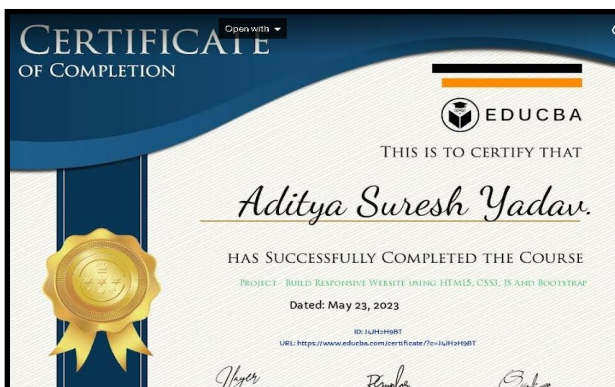 Open with
CERTIFICATE
OF COMPLETION
EDUCBA
THIS IS TO CERTIFY THAT
Aditya Suresh Yadav.
HAS SUCCESSFULLY COMPLETED THE COURSE
PROJECT - BUILD RESPONSIVE WEBSITE USING HTML5, CSS3, JS AND BOOTSTRAP
Dated: May 23, 2023
ID: J4JH2H9BT
URL: https://www.educba.com/certificate/?c=J4JH2H9BT